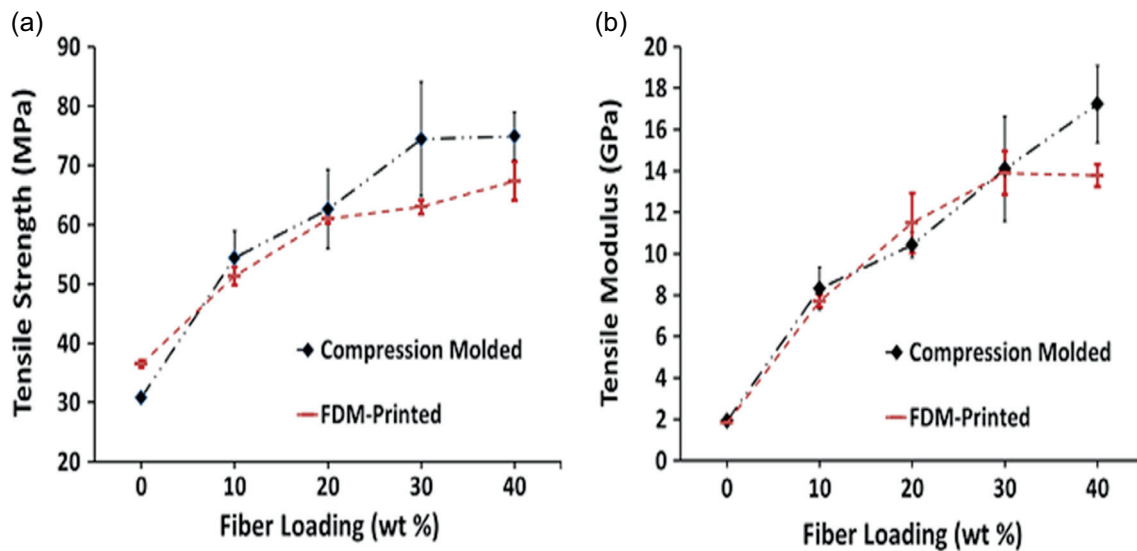 (a)
90
80
70
60
50
40
30
20
Tensile Strength (MPa)
Compression Molded
FDM-Printed
0 10 20 30 40
Fiber Loading (wt %)
(b)
20
18
16
14
12
10
8
6
4
2
0
Tensile Modulus (GPa)
Compression Molded
FDM-Printed
0 10 20 30 40
Fiber Loading (wt %)